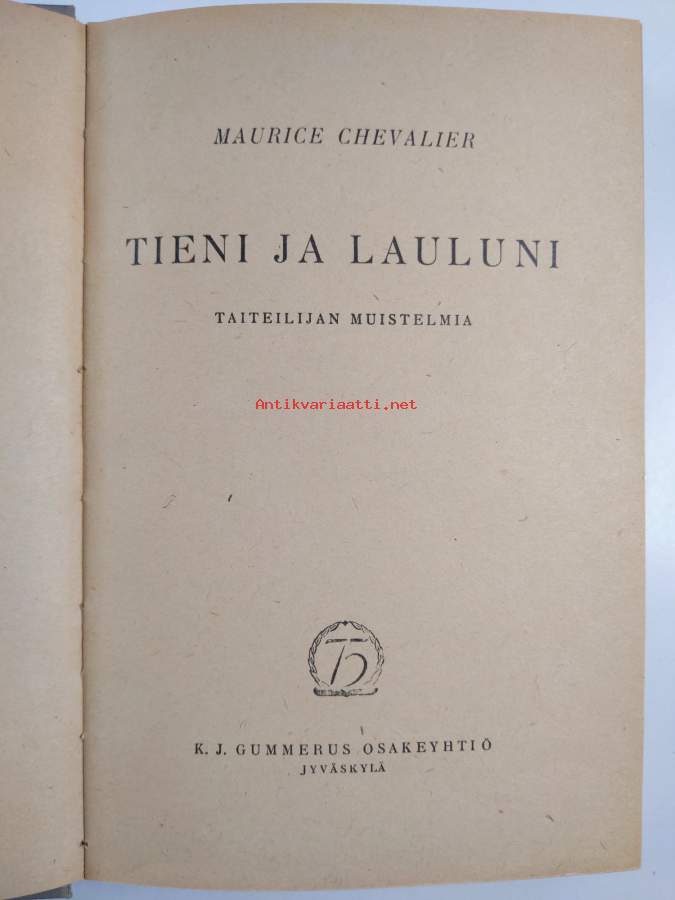 MAURICE CHEVALIER
TIENI JA LAULUNI
TAITEILIJAN MUISTELMIA
Antikvariaatti.net
75
K. J. GUMMERUS OSAKEYHTIÖ
JYVÄSKYLÄ